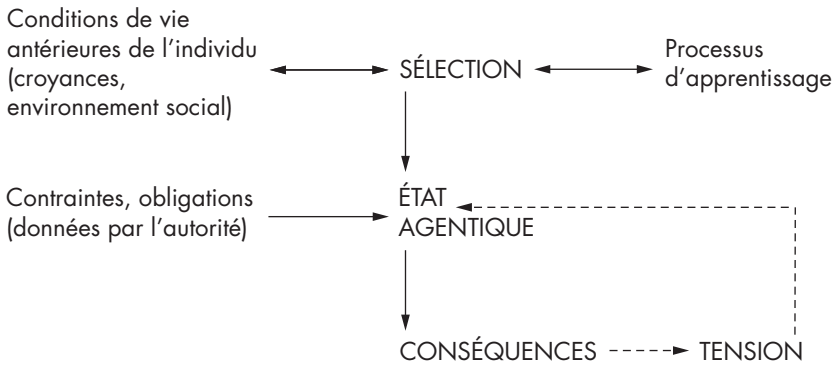 Conditions de vie
antérieures de l’individu
(croyances,
environnement social)
SÉLECTION
Processus
d’apprentissage
Contraintes, obligations
(données par l’autorité)
ÉTAT
AGENTIQUE
CONSÉQUENCES
TENSION